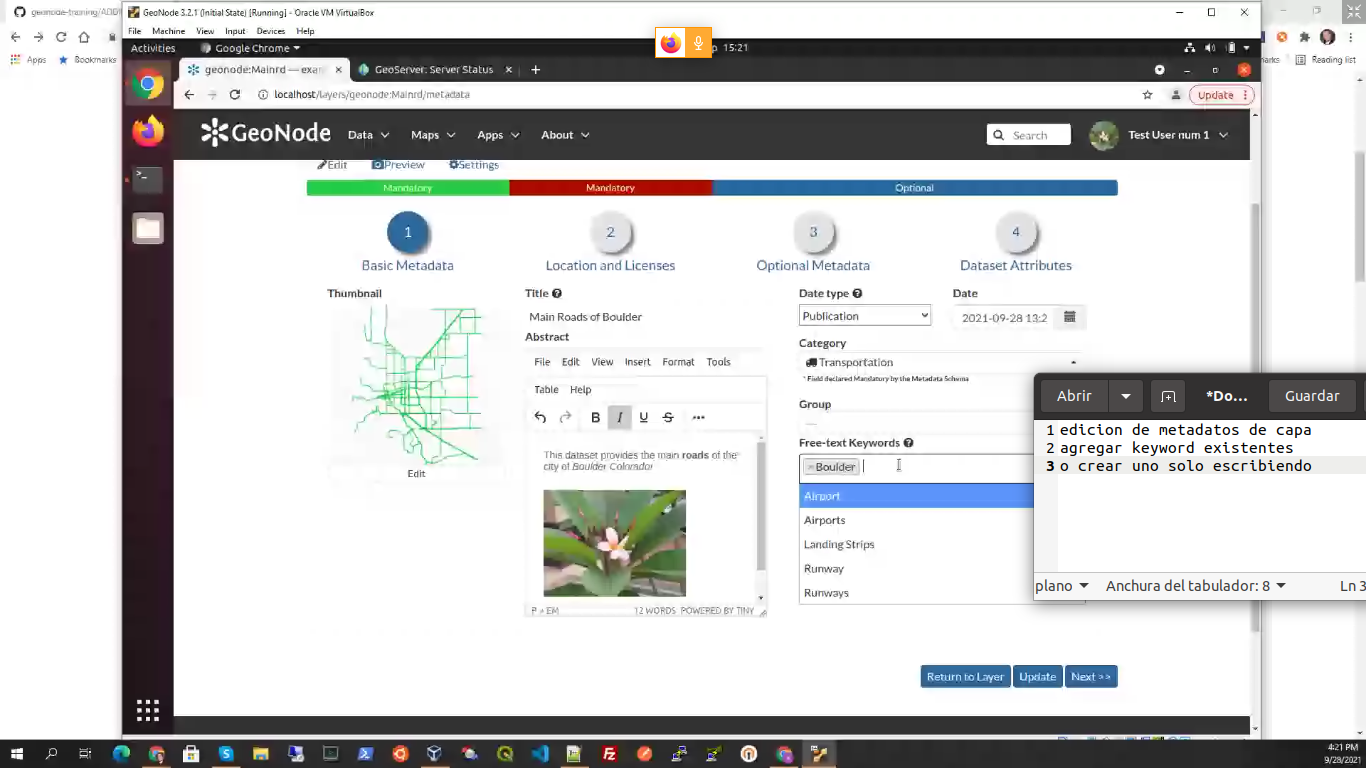 geonode-training/
GeoNode 3.2.1 (Initial State) [Running] - Oracle VM VirtualBox
File Machine View Input Devices Help
Activities Google Chrome 15:21
Apps Bookmarks Reading list
geonode:Mainrd — exa GeoServer: Server Status
localhost/layers/geonode:Mainrd/metadata Update
GeoNode Data Maps Apps About Search Test User num 1
Edit Preview Settings
Mandatory Mandatory Optional
1 2 3 4
Basic Metadata Location and Licenses Optional Metadata Dataset Attributes
Thumbnail
Edit
Title
Main Roads of Boulder
Abstract
File Edit View Insert Format Tools
Table Help
B I U S
This dataset provides the main roads of the
city of Boulder Colorador
P » EM 12 WORDS POWERED BY TINY
Date type Date
Publication 2021-09-28 13:2
Category
Transportation
* Field declared Mandatory by the Metadata Schema
Group
Free-text Keywords
× Boulder
Airport
Airports
Landing Strips
Runway
Runways
Return to Layer Update Next >>
Abrir *Do... Guardar
1 edicion de metadatos de capa
2 agregar keyword existentes
3 o crear uno solo escribiendo
plano Anchura del tabulador: 8 Ln 3
4:21 PM
9/28/2021